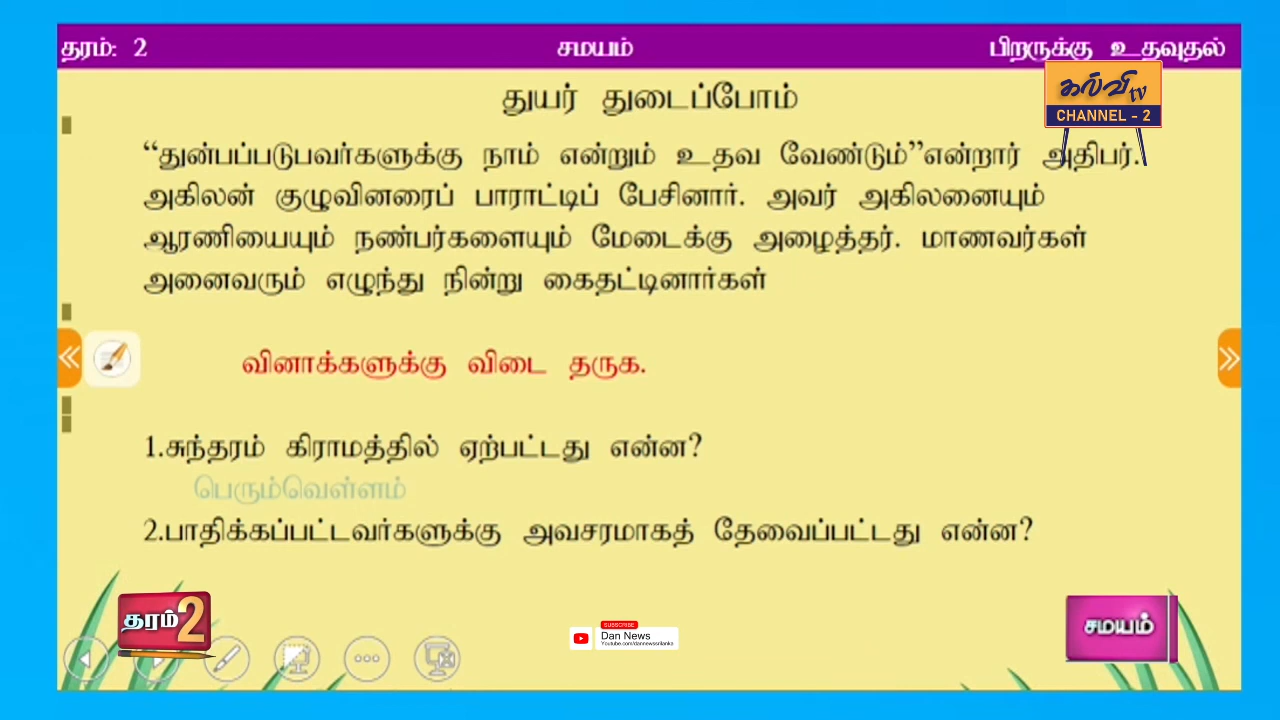 தரம்: 2 சமயம் பிறருக்கு உதவுதல்
கல்வி tv
CHANNEL - 2
துயர் துடைப்போம்
“துன்பப்படுபவர்களுக்கு நாம் என்றும் உதவ வேண்டும்”என்றார் அதிபர்.
அகிலன் குழுவினரைப் பாராட்டிப் பேசினார். அவர் அகிலனையும்
ஆரணியையும் நண்பர்களையும் மேடைக்கு அழைத்தர். மாணவர்கள்
அனைவரும் எழுந்து நின்று கைதட்டினார்கள்
வினாக்களுக்கு விடை தருக.
1.சுந்தரம் கிராமத்தில் ஏற்பட்டது என்ன?
பெரும்வெள்ளம்
2.பாதிக்கப்பட்டவர்களுக்கு அவசரமாகத் தேவைப்பட்டது என்ன?
தரம் 2
SUBSCRIBE
Dan News
Youtube.com/dannewssrilanka
சமயம்